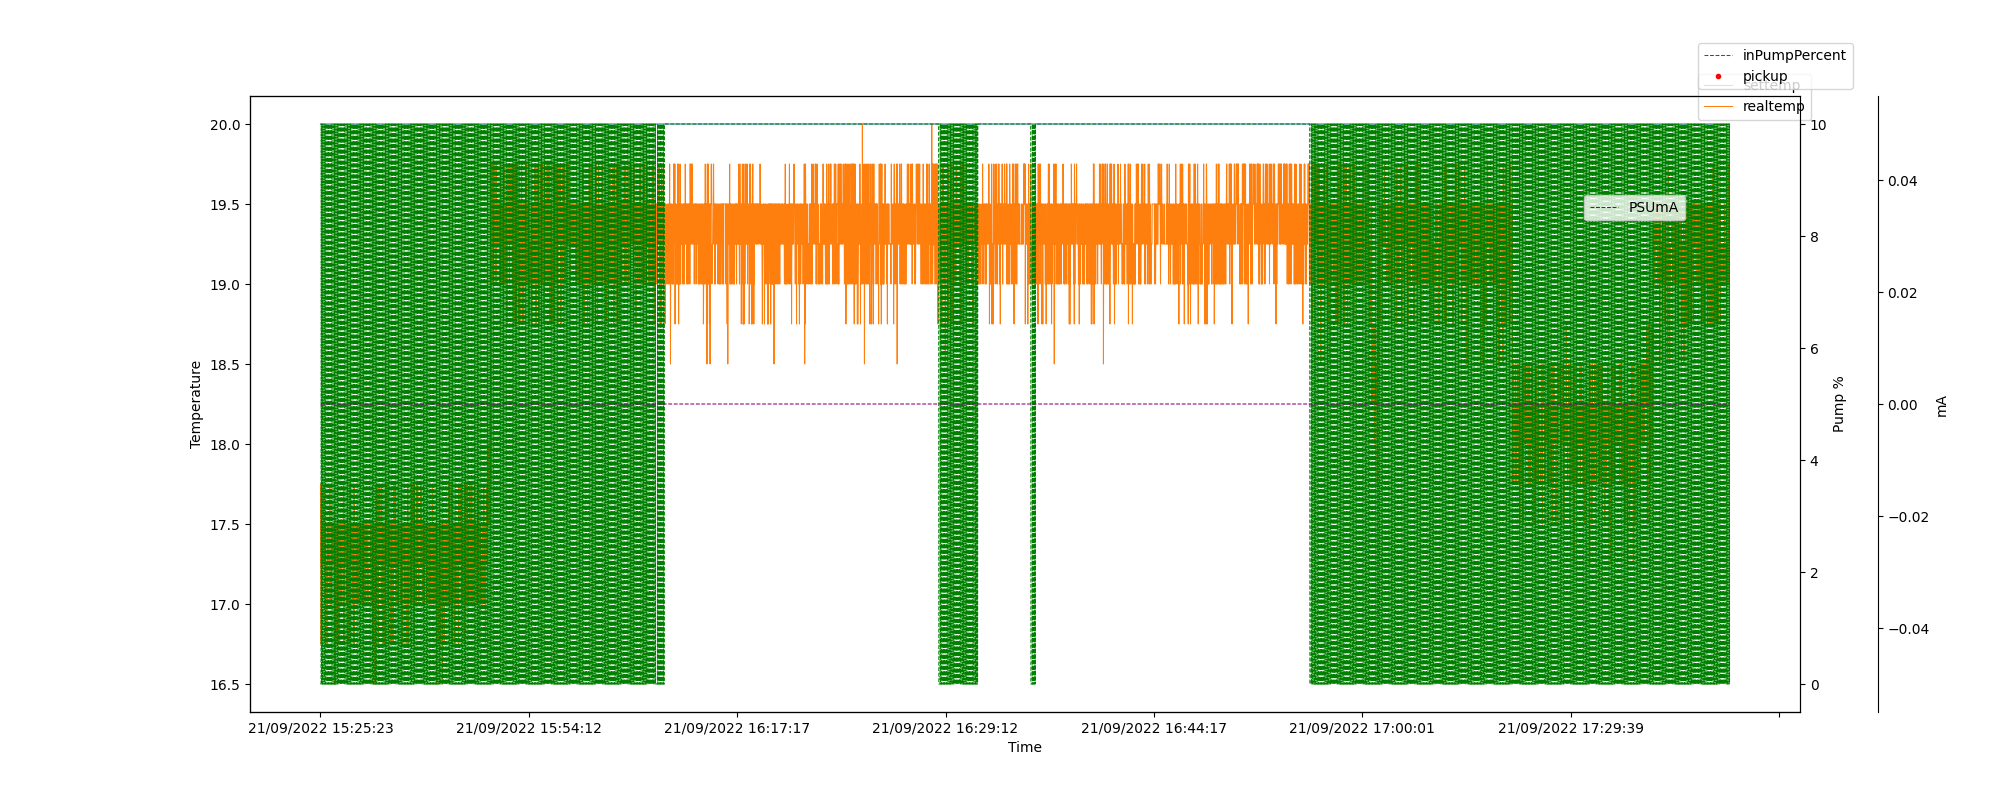 inPumpPercent
pickup
settemp
realtemp
PSUmA
20.0
19.5
19.0
18.5
18.0
17.5
17.0
16.5
Temperature
10
8
6
4
2
0
Pump %
0.04
0.02
0.00
−0.02
−0.04
mA
21/09/2022 15:25:23
21/09/2022 15:54:12
21/09/2022 16:17:17
21/09/2022 16:29:12
21/09/2022 16:44:17
21/09/2022 17:00:01
21/09/2022 17:29:39
Time